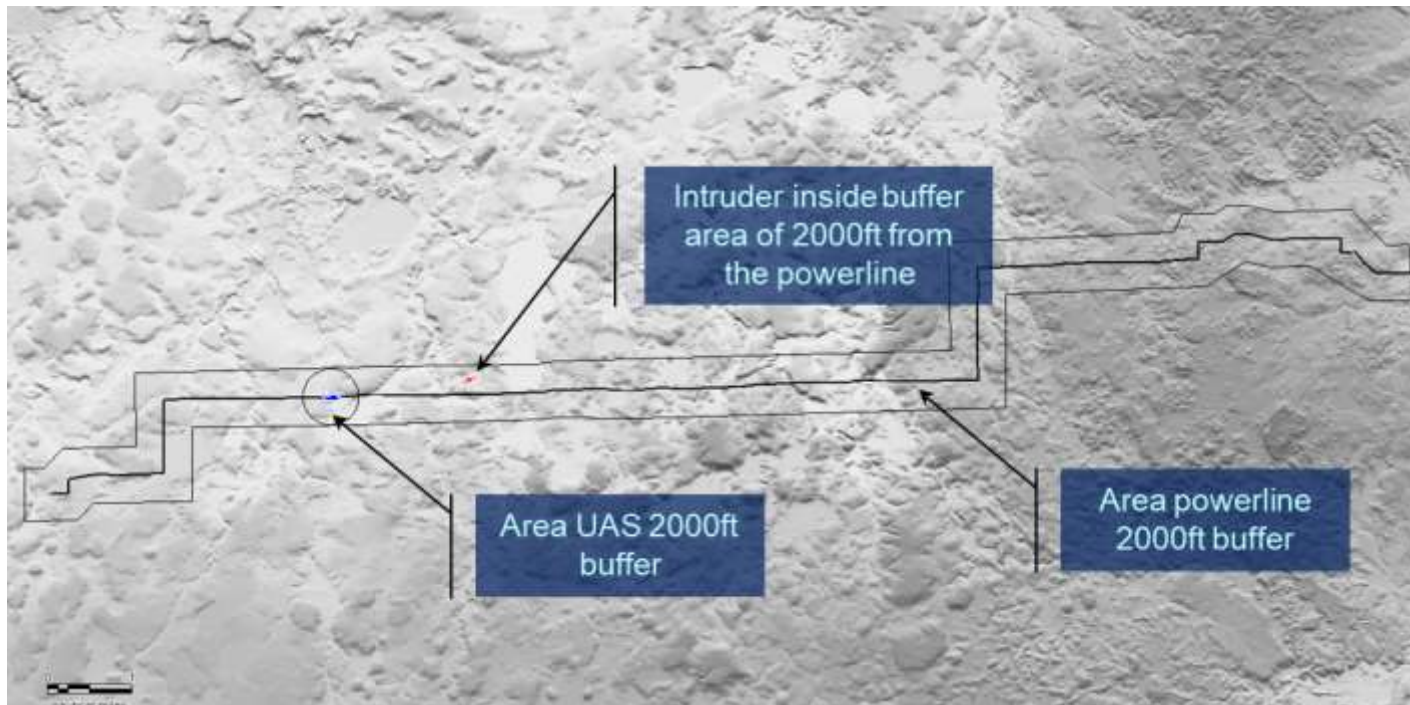 Intruder inside buffer
area of 2000ft from
the powerline
Area UAS 2000ft
buffer
Area powerline
2000ft buffer